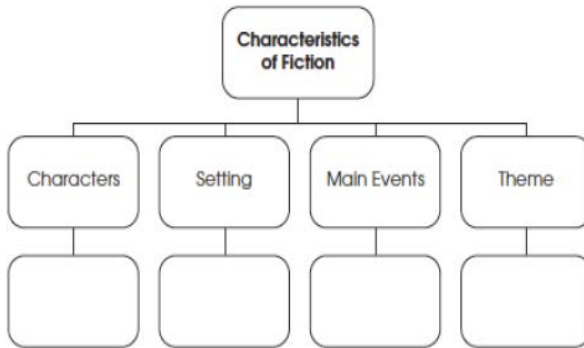 Characteristics
of Fiction
Characters
Setting
Main Events
Theme